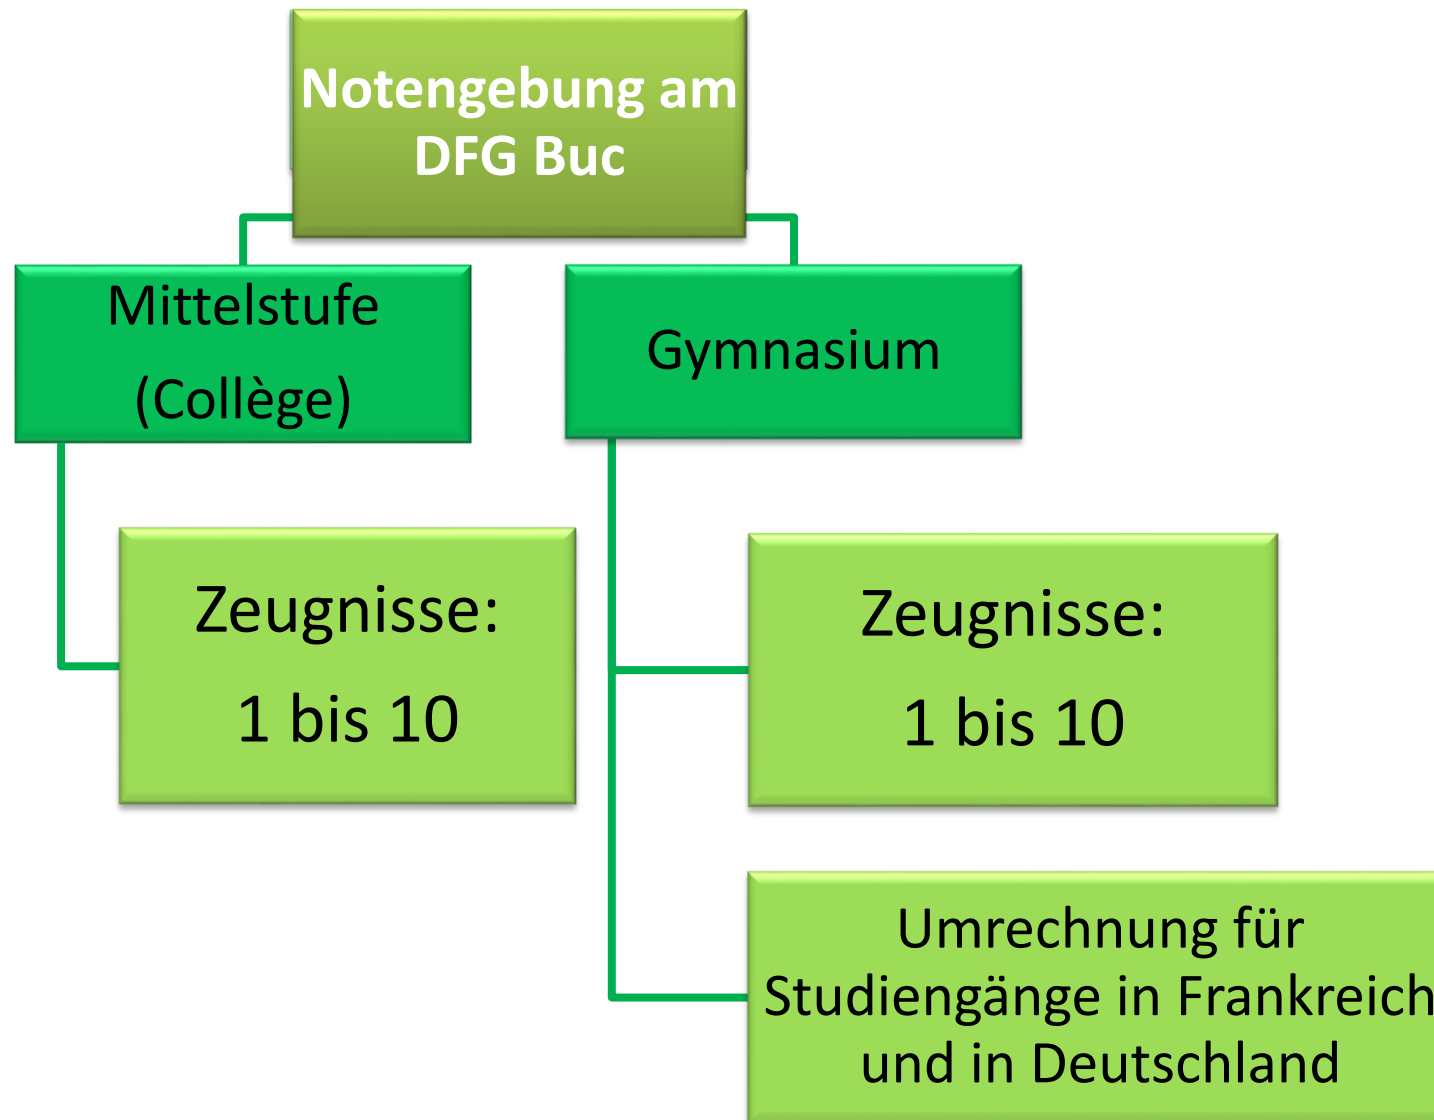 Notengebung am
DFG Buc
Mittelstufe
(Collège)
Gymnasium
Zeugnisse:
1 bis 10
Zeugnisse:
1 bis 10
Umrechnung für
Studiengänge in Frankreich
und in Deutschland